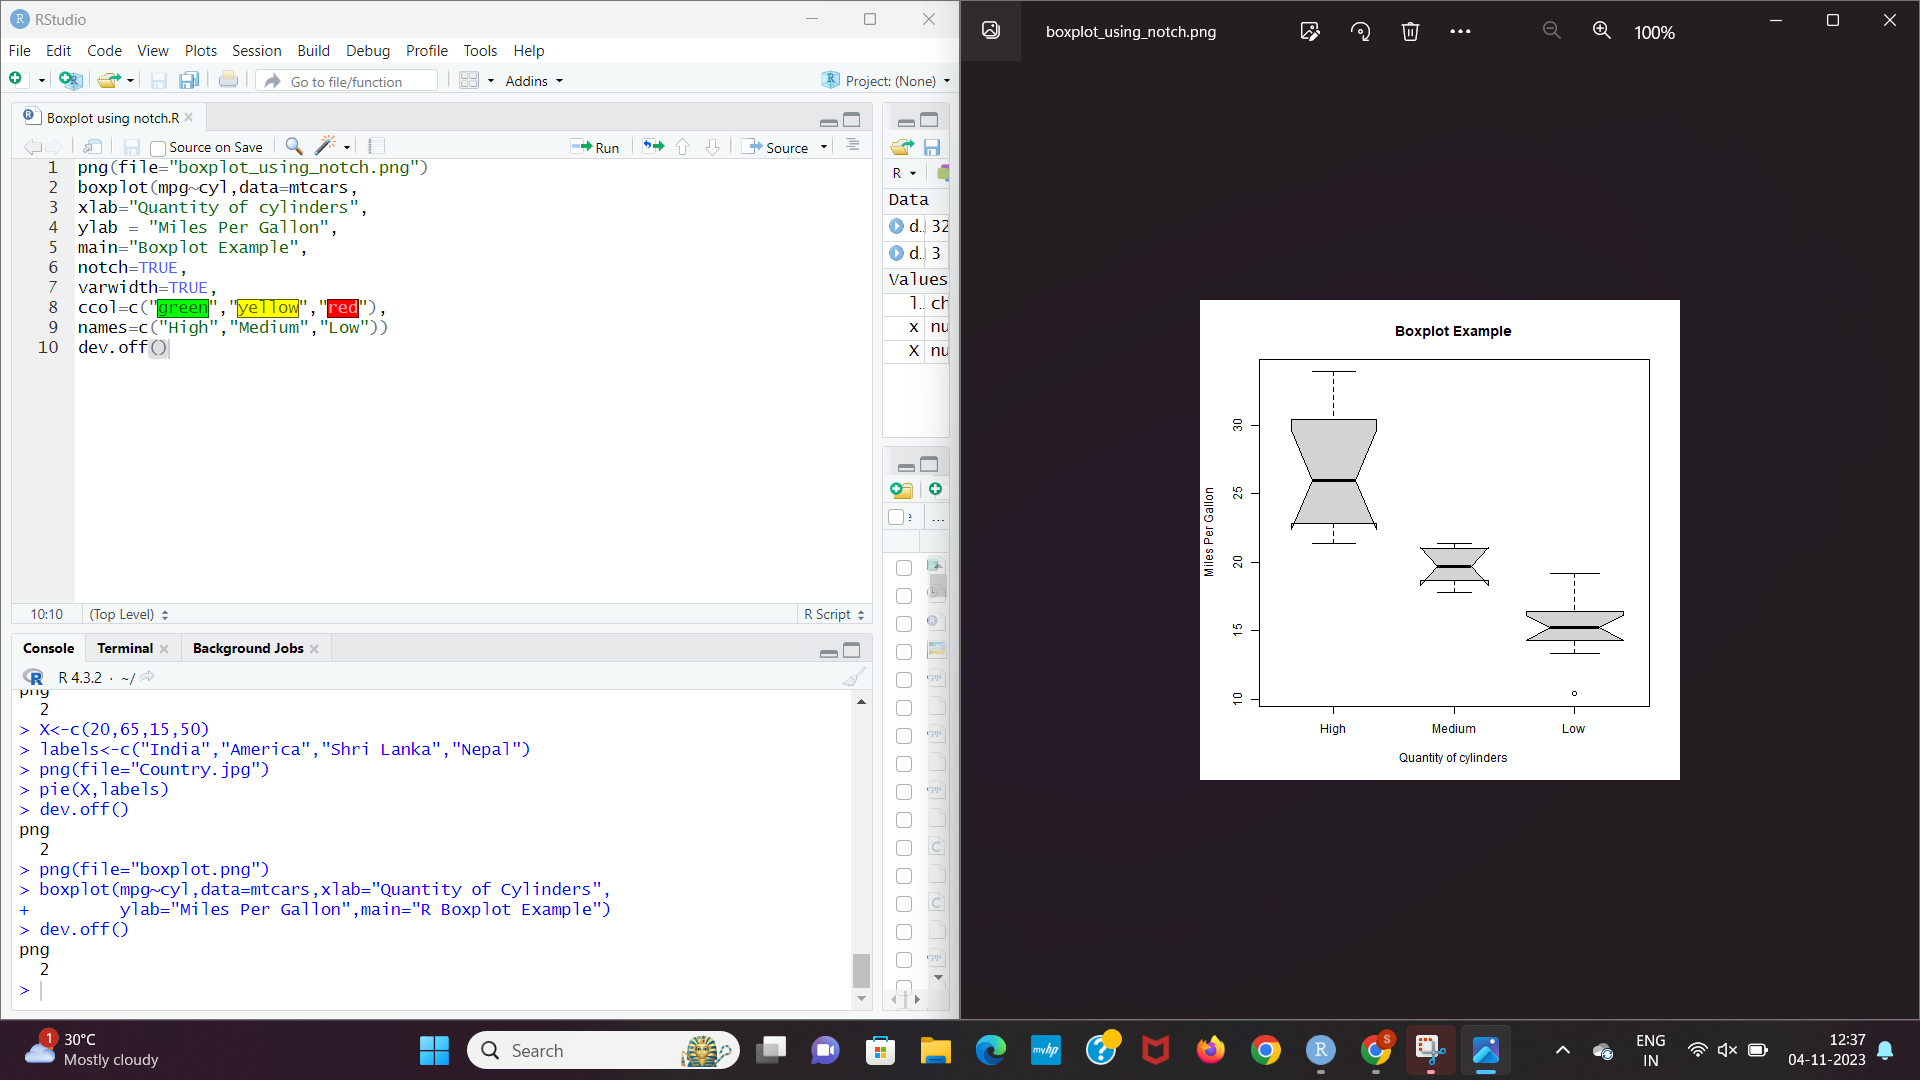 RStudio
File Edit Code View Plots Session Build Debug Profile Tools Help
Go to file/function
Addins
Project: (None)
Boxplot using notch.R
Source on Save
Run
Source
1 png(file="boxplot_using_notch.png")
2 boxplot(mpg~cyl,data=mtcars,
3 xlab="Quantity of cylinders",
4 ylab = "Miles Per Gallon",
5 main="Boxplot Example",
6 notch=TRUE,
7 varwidth=TRUE,
8 ccol=c("green","yellow","red"),
9 names=c("High","Medium","Low"))
10 dev.off()
10:10
(Top Level)
R Script
Console Terminal Background Jobs
R 4.3.2 · ~/
png
2
> X<-c(20,65,15,50)
> labels<-c("India","America","Shri Lanka","Nepal")
> png(file="Country.jpg")
> pie(X,labels)
> dev.off()
png
2
> png(file="boxplot.png")
> boxplot(mpg~cyl,data=mtcars,xlab="Quantity of Cylinders",
+ ylab="Miles Per Gallon",main="R Boxplot Example")
> dev.off()
png
2
>
R
Data
d.. 32
d.. 3
Values
l. ch
x nu
X nu
boxplot_using_notch.png
100%
Boxplot Example
Miles Per Gallon
30
25
20
15
10
High Medium Low
Quantity of cylinders
1
30°C
Mostly cloudy
Search
myhp
S
ENG
IN
12:37
04-11-2023